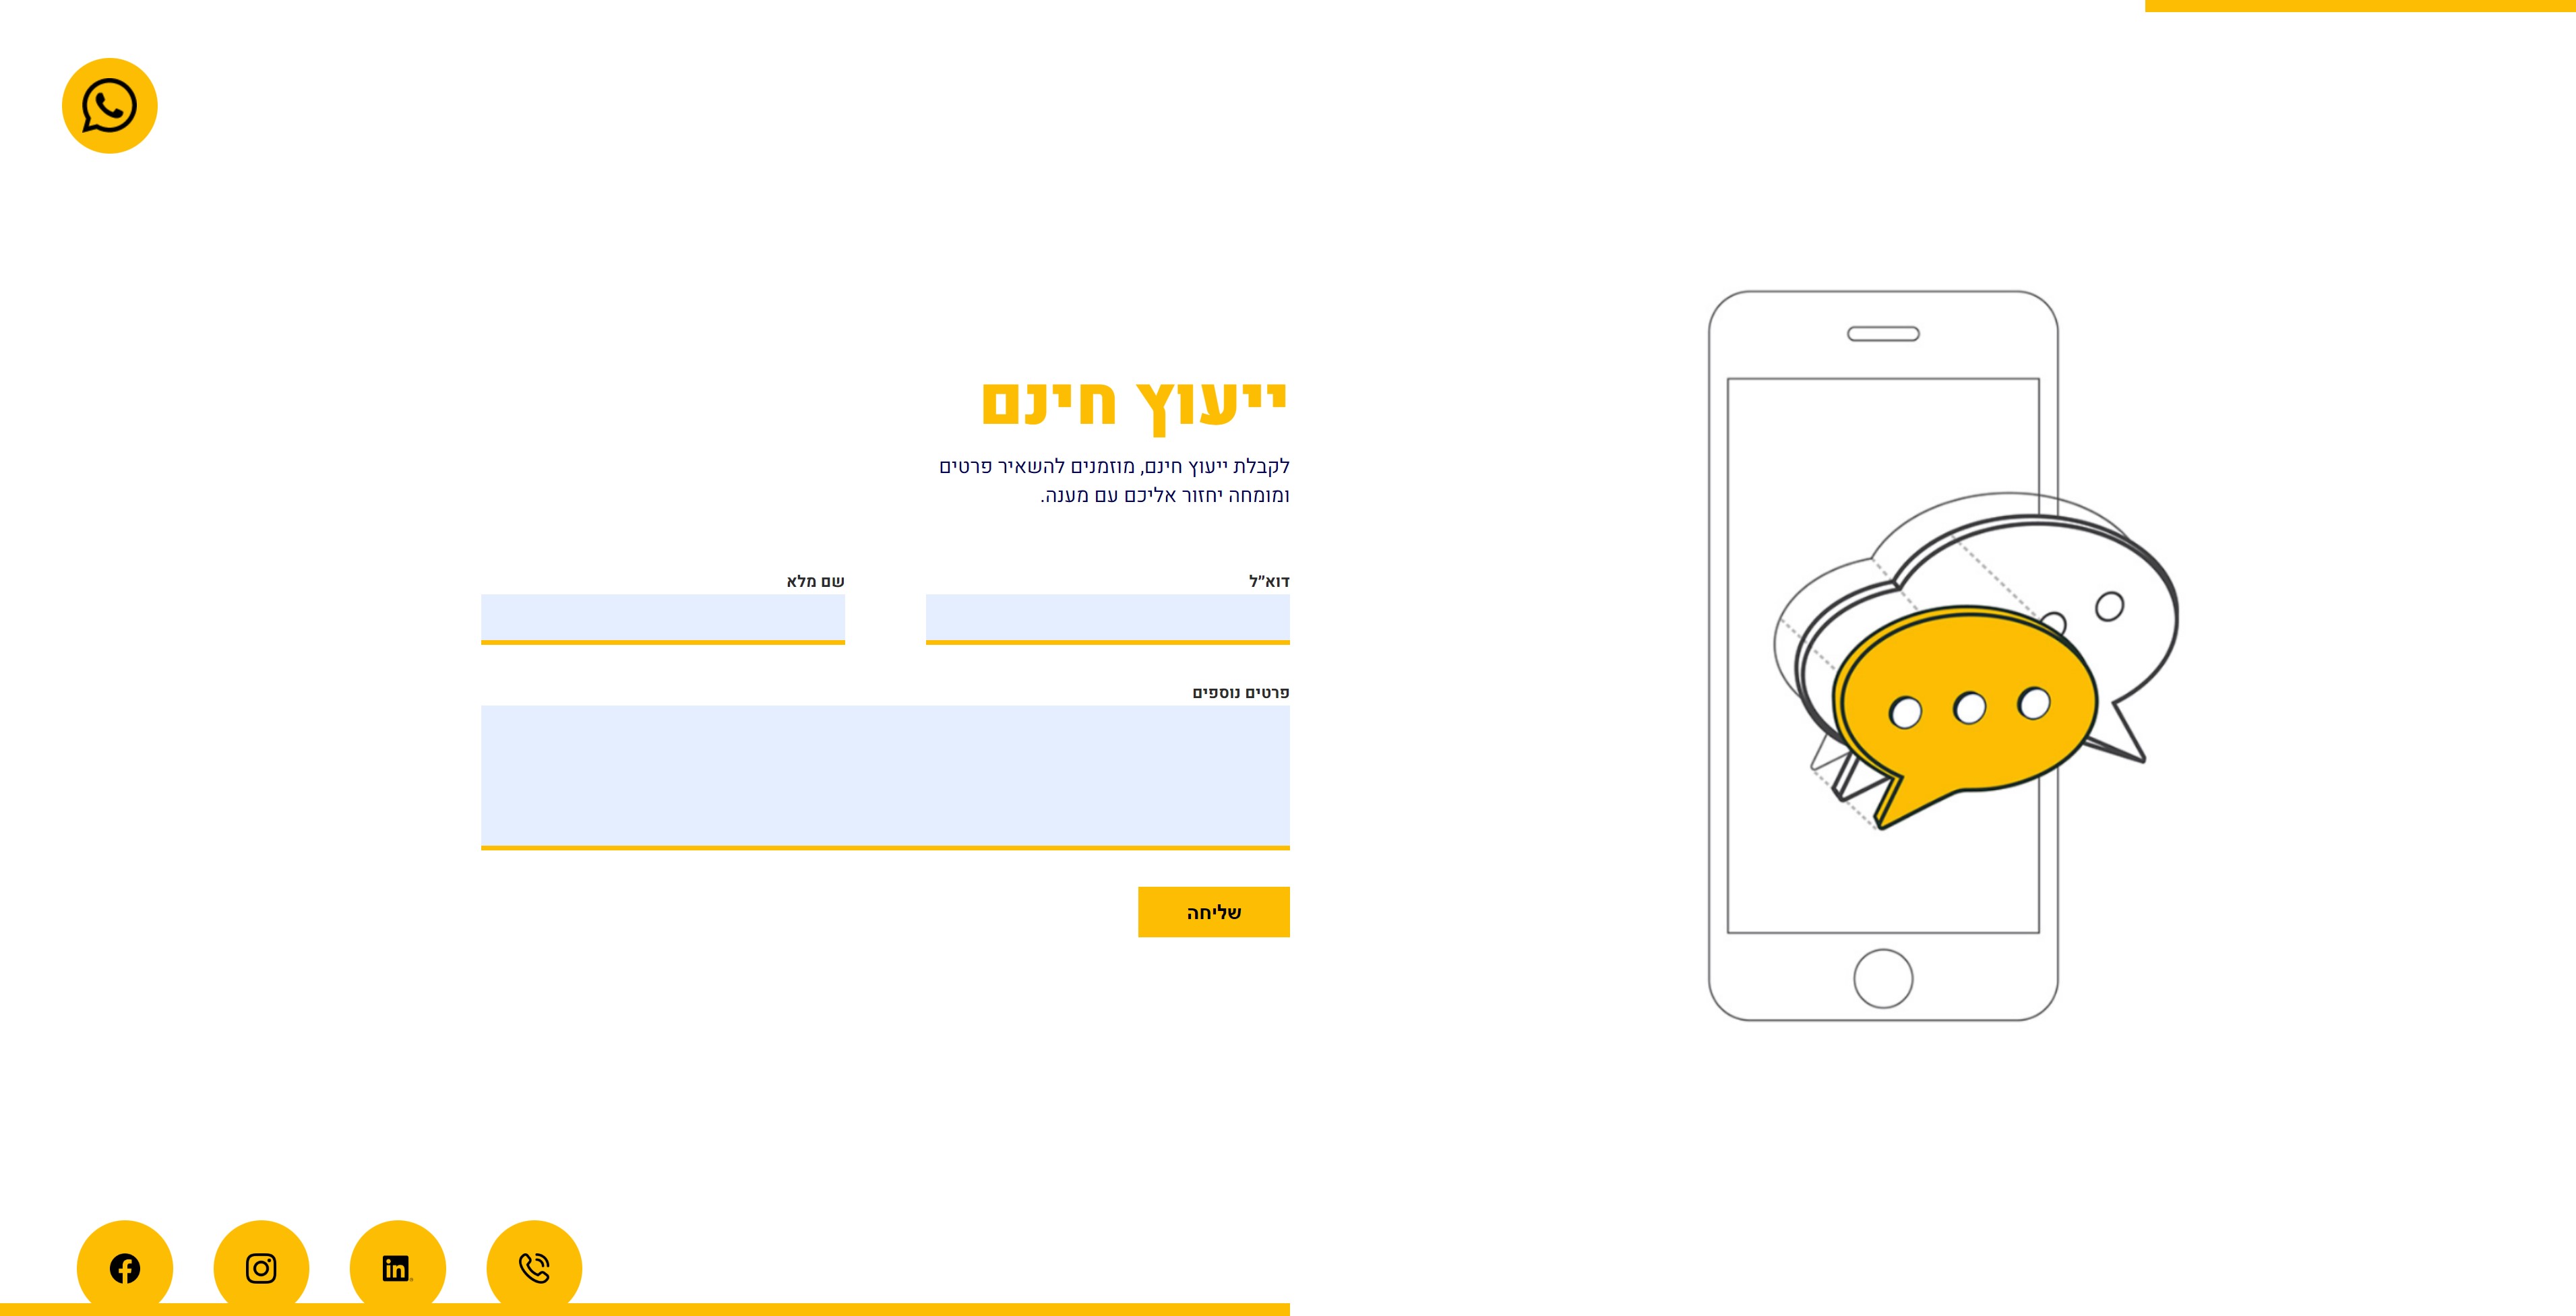 ייעוץ חינם
לקבלת ייעוץ חינם, מוזמנים להשאיר פרטים
ומומחה יחזור אליכם עם מענה.
דוא״ל
שם מלא
פרטים נוספים
שליחה
in